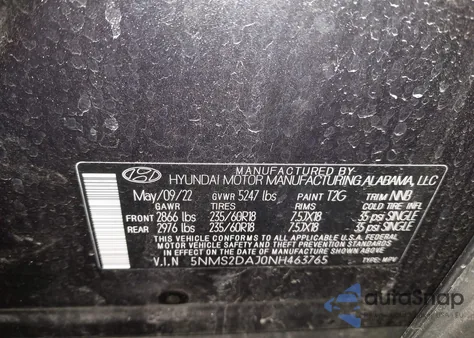 MANUFACTURED BY
HYUNDAI MOTOR MANUFACTURING, ALABAMA, LLC
May/09/22 GVWR 5247 lbs PAINT T2G TRIM NNB
GAWR TIRES RIMS COLD TIRE INFL
FRONT 2866 lbs 235/60R18 7.5JX18 35 psi SINGLE
REAR 2976 lbs 235/60R18 7.5JX18 35 psi SINGLE
THIS VEHICLE CONFORMS TO ALL APPLICABLE FEDERAL
MOTOR VEHICLE SAFETY, BUMPER, AND THEFT PREVENTION STANDARDS
IN EFFECT ON THE DATE OF MANUFACTURE SHOWN ABOVE.
V.I.N 5NMS2DAJ0NH463765 TYPE: MPV
autosnap